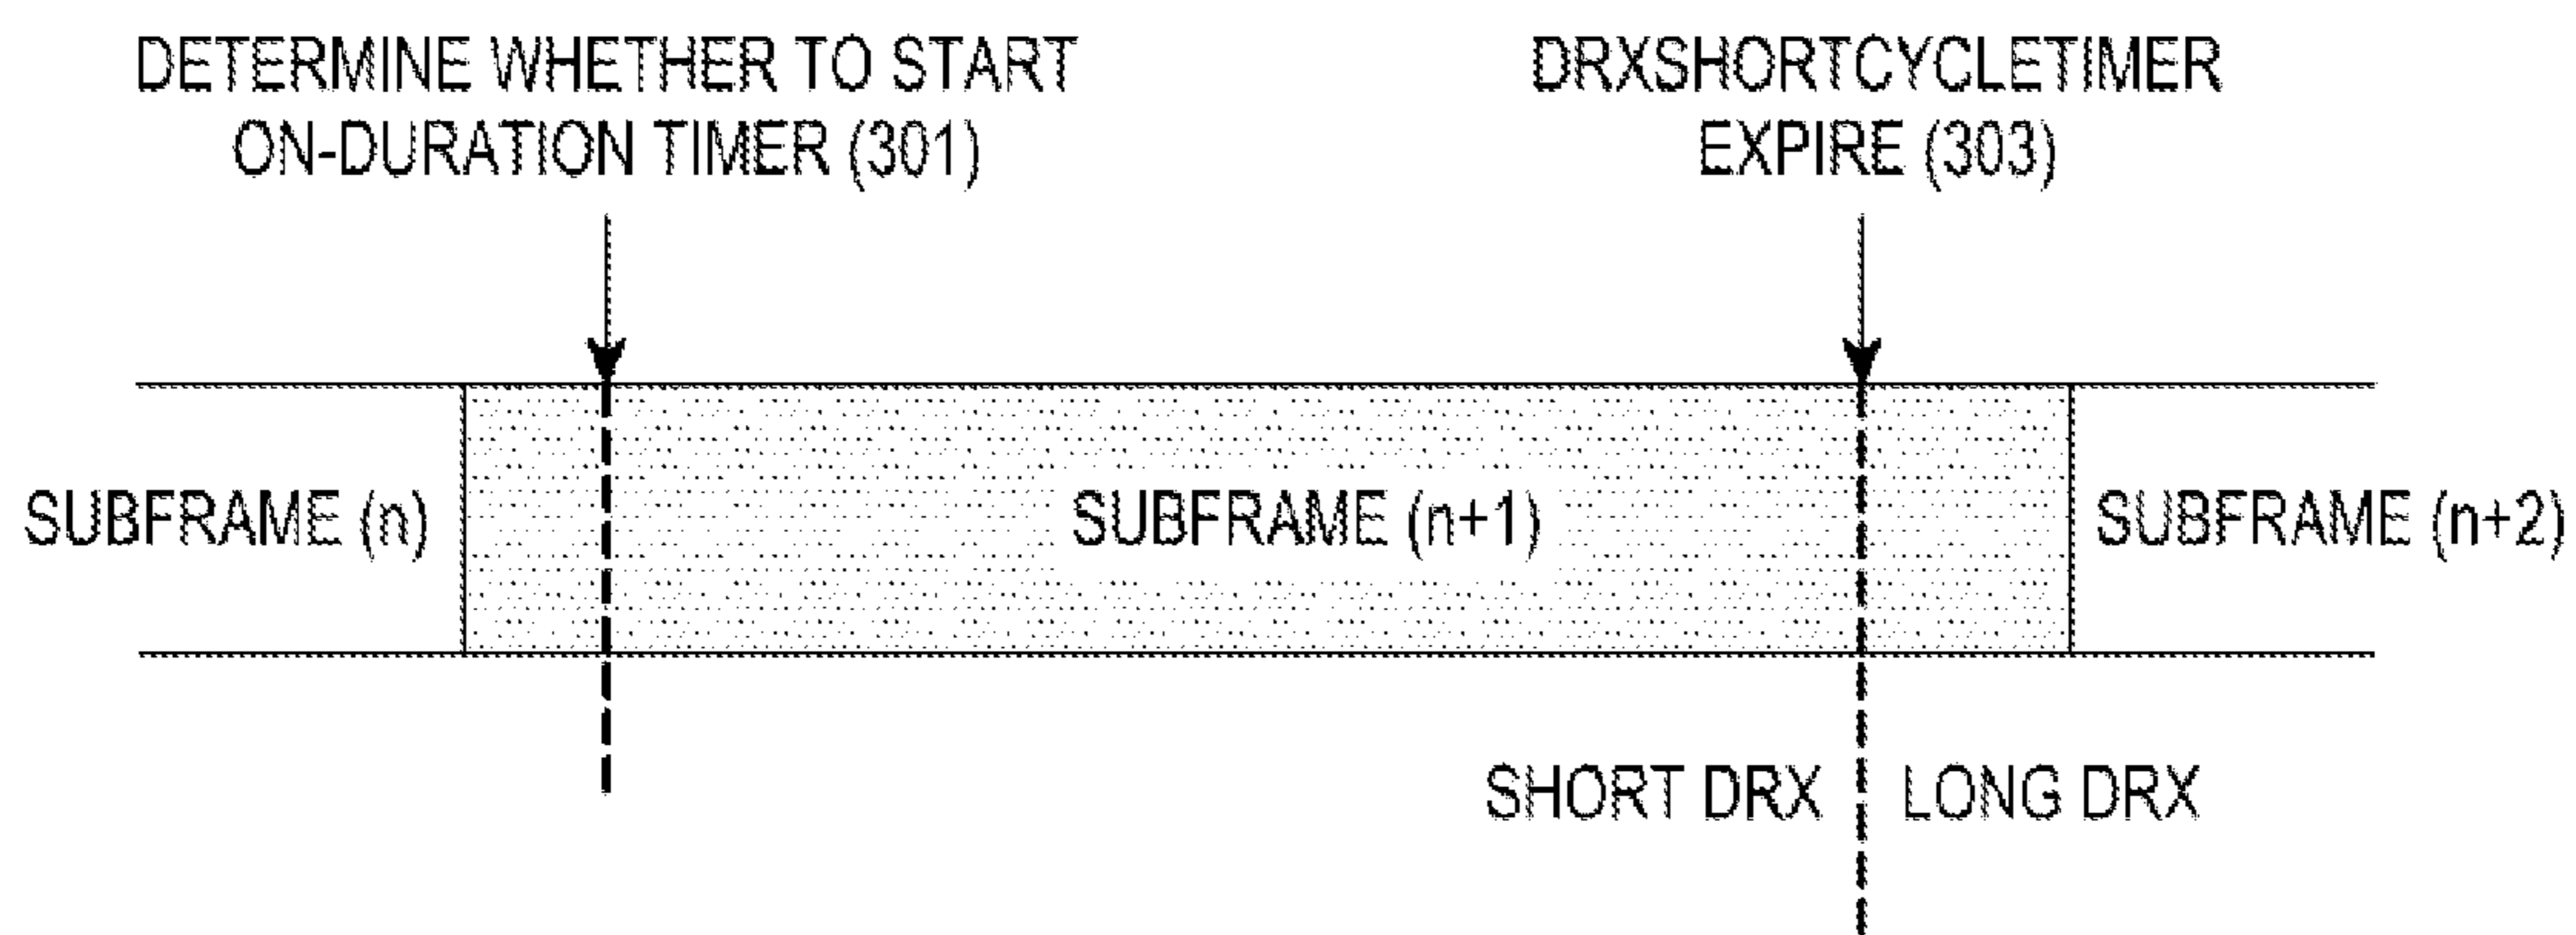 DETERMINE WHETHER TO START
ON-DURATION TIMER (301)
DRXSHORTCYCLETIMER
EXPIRE (303)
SUBFRAME (n)
SUBFRAME (n+1)
SUBFRAME (n+2)
SHORT DRX
LONG DRX